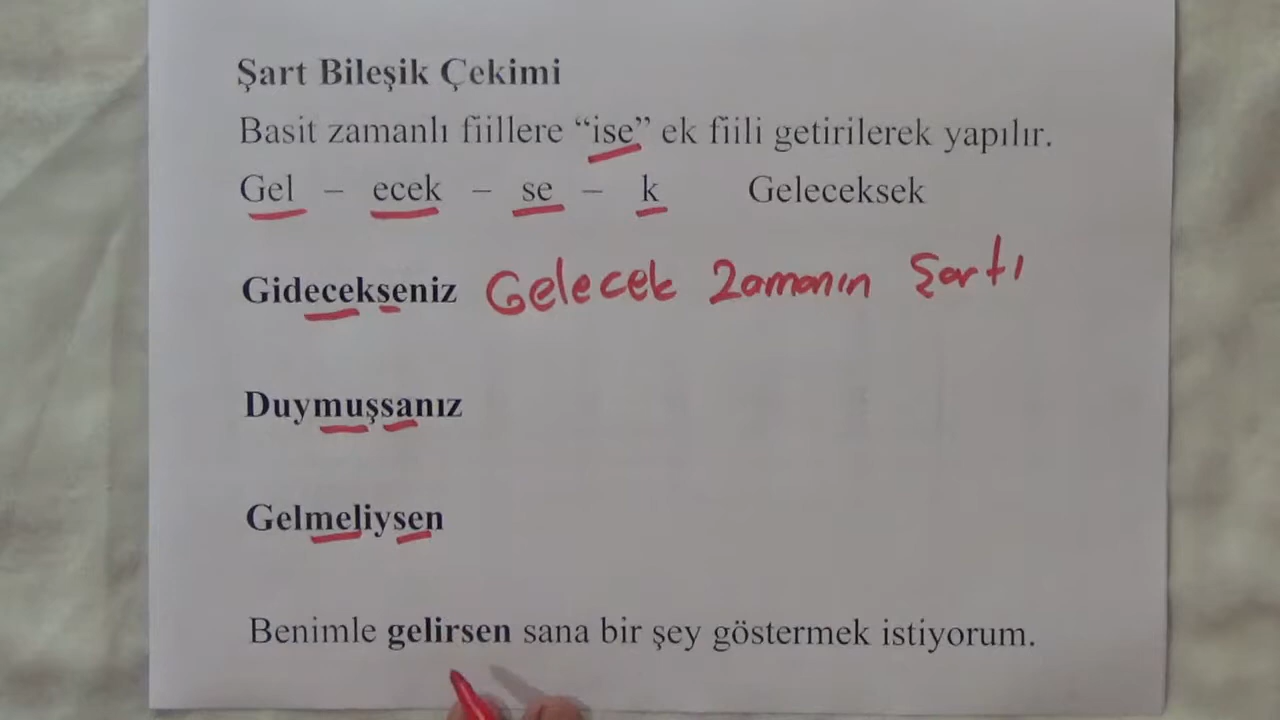 Şart Bileşik Çekimi
Basit zamanlı fiillere “ise” ek fiili getirilerek yapılır.
Gel – ecek – se – k Geleceksek
Gidecekseniz Gelecek Zamanın Şartı
Duymuşsanız
Gelmeliysen
Benimle gelirsen sana bir şey göstermek istiyorum.